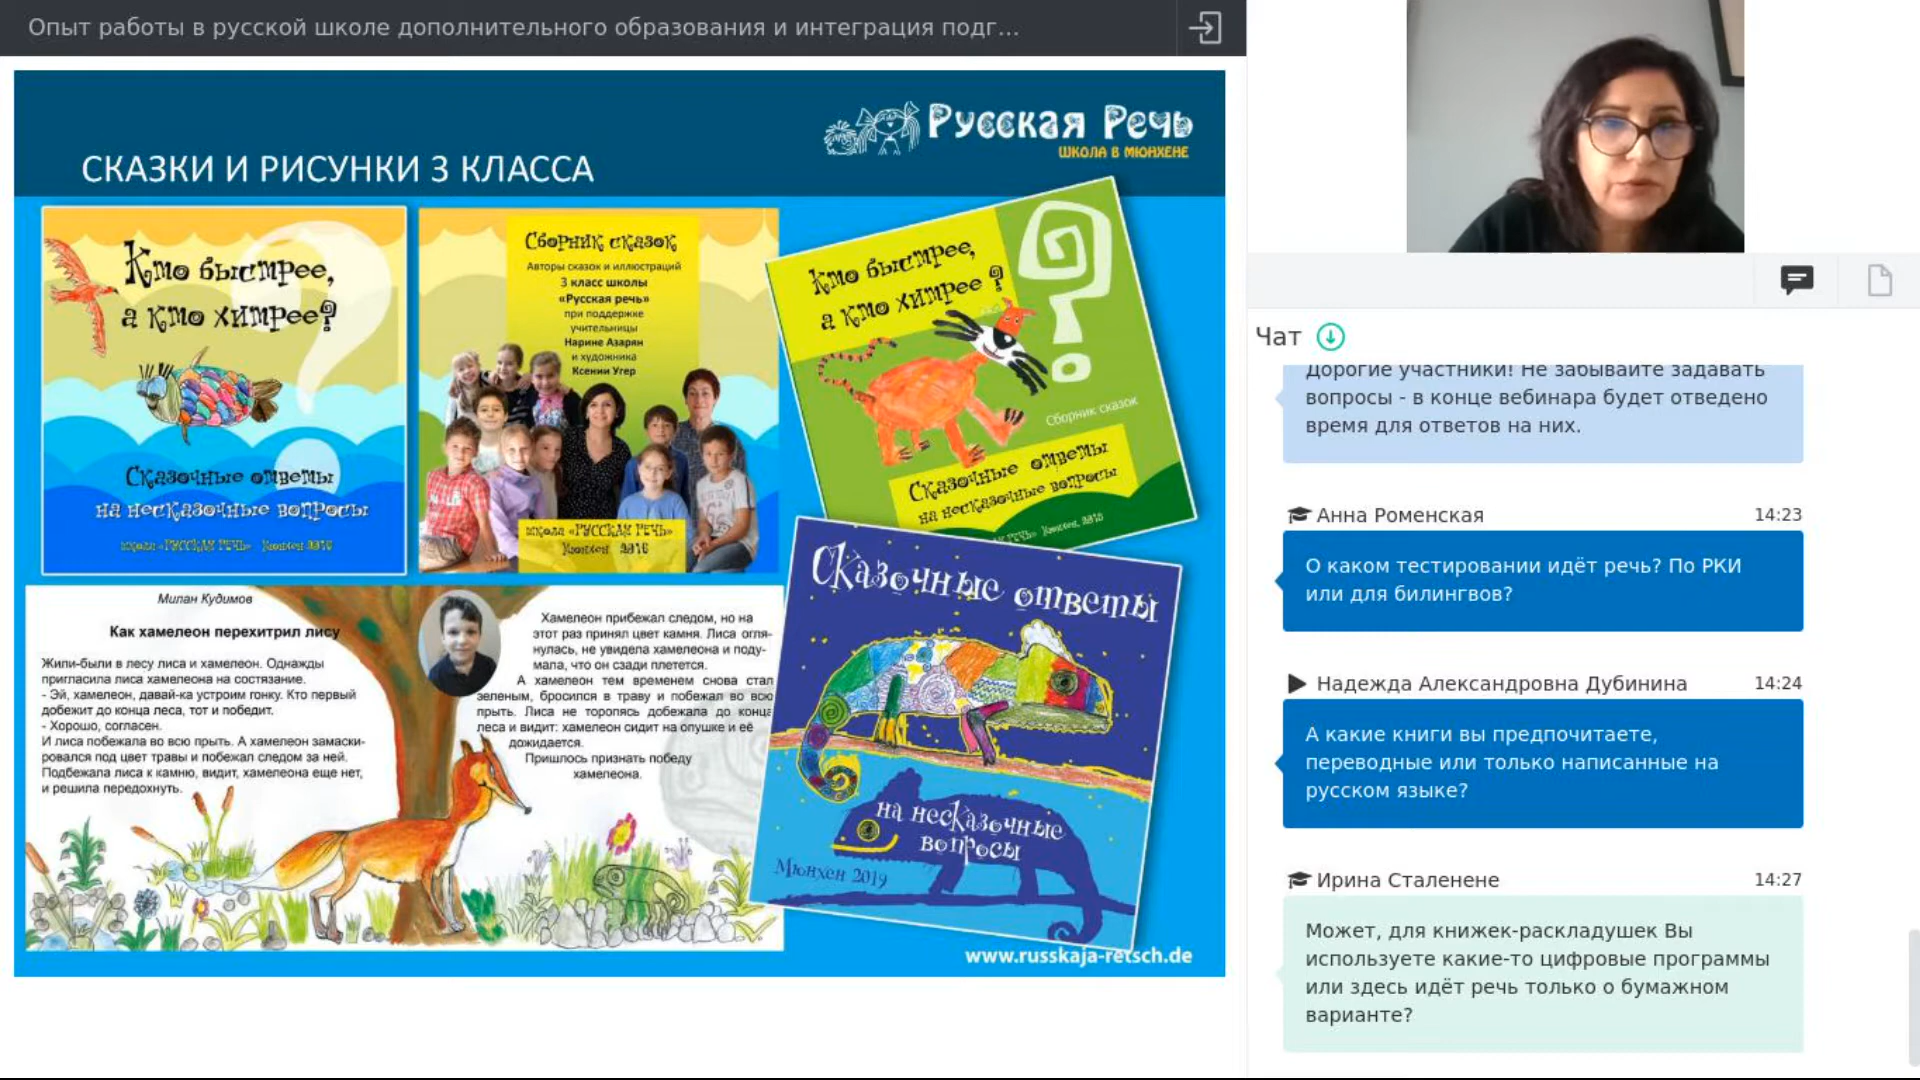 Опыт работы в русской школе дополнительного образования и интеграция подг...
Русская Речь
ШКОЛА В МЮНХЕНЕ
СКАЗКИ И РИСУНКИ 3 КЛАССА
Кто быстрее,
а кто хитрее?
Сказочные ответы
на несказочные вопросы
школа «РУССКАЯ РЕЧЬ» Мюнхен 2016
Сборник сказок
Авторы сказок и иллюстраций
3 класс школы
«Русская речь»
при поддержке
учительницы
Нарине Азарян
и художника
Ксении Угер
школа «РУССКАЯ РЕЧЬ»
Мюнхен 2016
Кто быстрее,
а кто хитрее?
Сборник сказок
Сказочные ответы
на несказочные вопросы
Милан Кудимов
Как хамелеон перехитрил лису
Жили-были в лесу лиса и хамелеон. Однажды
пригласила лиса хамелеона на состязание.
- Эй, хамелеон, давай-ка устроим гонку. Кто первый
добежит до конца леса, тот и победит.
- Хорошо, согласен.
И лиса побежала во всю прыть. А хамелеон замаски-
ровался под цвет травы и побежал следом за ней.
Подбежала лиса к камню, видит, хамелеона еще нет,
и решила передохнуть.
Хамелеон прибежал следом, но на
этот раз принял цвет камня. Лиса огля-
нулась, не увидела хамелеона и поду-
мала, что он сзади плетется.
А хамелеон тем временем снова стал
зеленым, бросился в траву и побежал во всю
прыть. Лиса не торопясь добежала до конца
леса и видит: хамелеон сидит на опушке и её
дожидается.
Пришлось признать победу
хамелеона.
Сказочные ответы
на несказочные
вопросы
Мюнхен 2019
www.russkaja-retsch.de
Чат
Дорогие участники! Не забывайте задавать
вопросы - в конце вебинара будет отведено
время для ответов на них.
Анна Роменская 14:23
О каком тестировании идёт речь? По РКИ
или для билингвов?
Надежда Александровна Дубинина 14:24
А какие книги вы предпочитаете,
переводные или только написанные на
русском языке?
Ирина Сталенене 14:27
Может, для книжек-раскладушек Вы
используете какие-то цифровые программы
или здесь идёт речь только о бумажном
варианте?